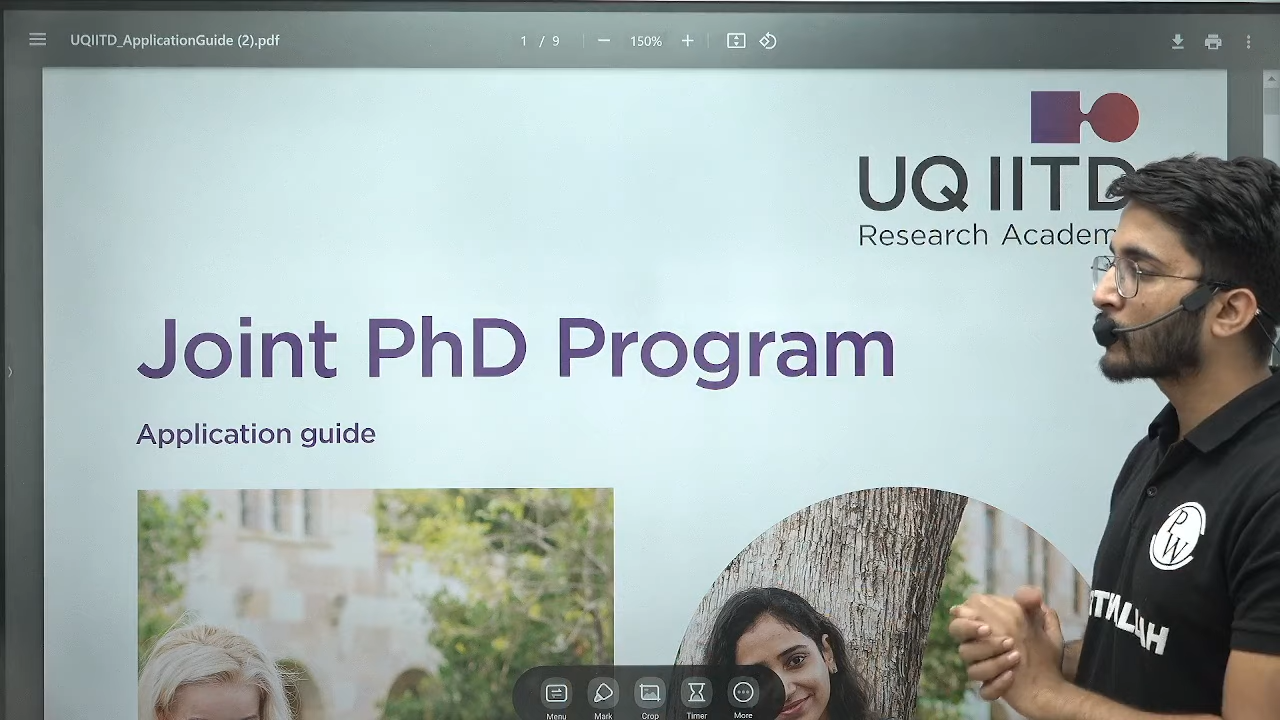 UQIITD_ApplicationGuide (2).pdf
1 / 9
150%
UQ IITD
Research Academ
Joint PhD Program
Application guide
PW
Menu
Mark
Crop
Timer
More